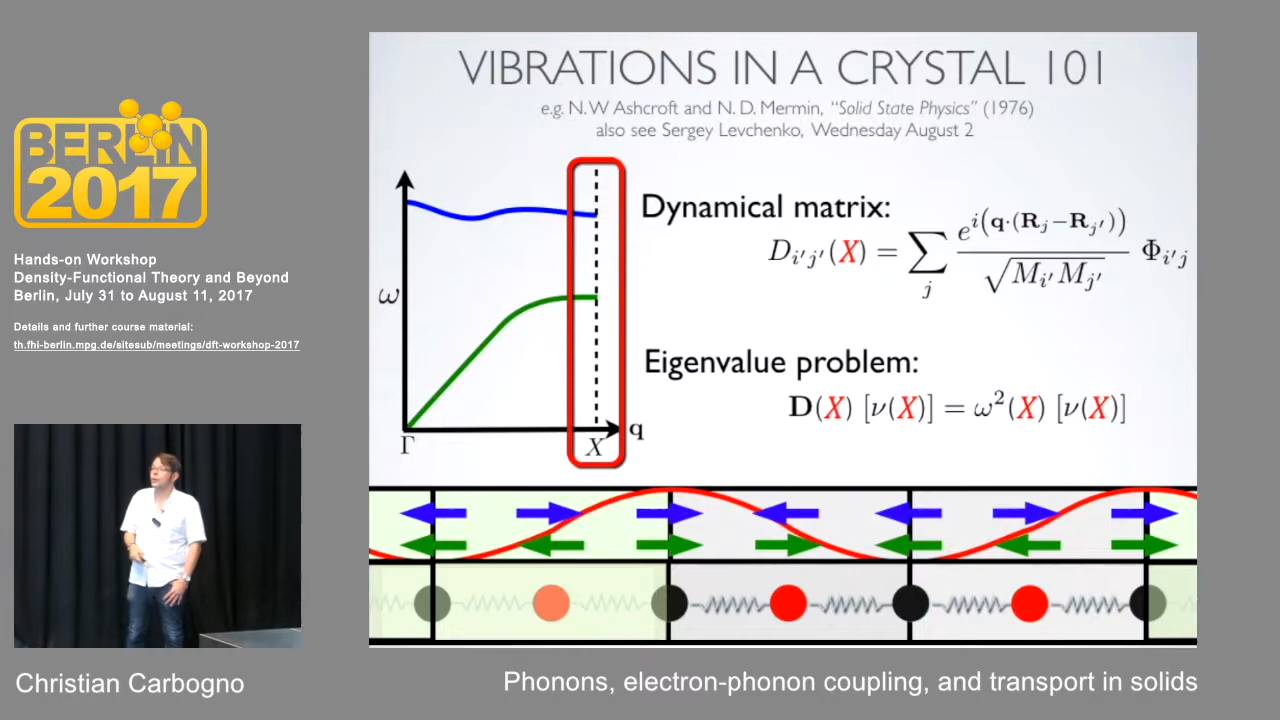 BERLIN
2017
Hands-on Workshop
Density-Functional Theory and Beyond
Berlin, July 31 to August 11, 2017
Details and further course material:
th.fhi-berlin.mpg.de/sitesub/meetings/dft-workshop-2017
Christian Carbogno
VIBRATIONS IN A CRYSTAL 101
e.g. N. W Ashcroft and N. D. Mermin, “Solid State Physics” (1976)
also see Sergey Levchenko, Wednesday August 2
ω
Γ
X
q
Dynamical matrix:
D_{i'j'}(X) = ∑_j e^{i(q·(R_j−R_{j'}))} / √(M_{i'}M_{j'}) Φ_{i'j}
Eigenvalue problem:
D(X) [ν(X)] = ω²(X) [ν(X)]
Phonons, electron-phonon coupling, and transport in solids